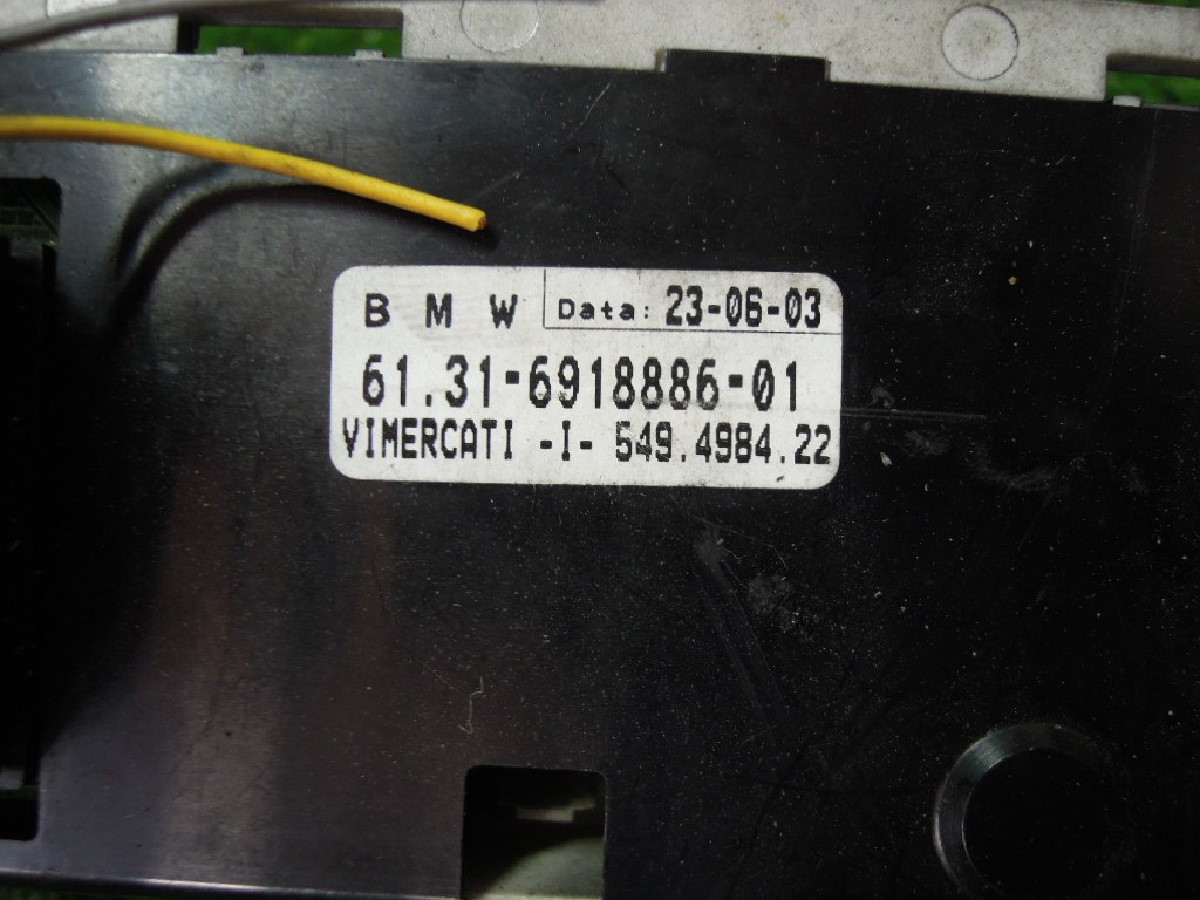 B M W Data: 23-06-03
61.31-6918886-01
VIMERCATI -I- 549.4984.22